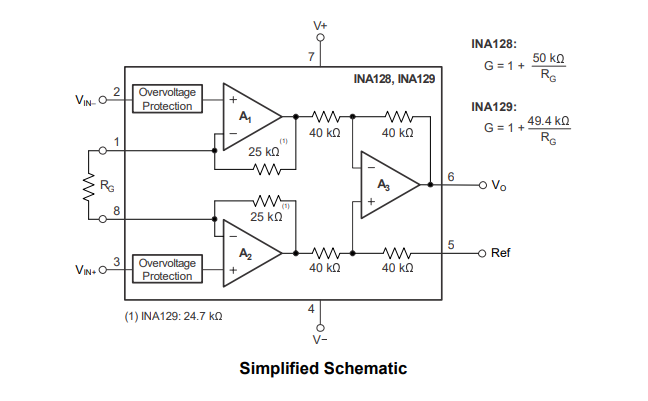 V+
7
INA128, INA129
INA128:
G = 1 + 50 kΩ
RG
INA129:
G = 1 + 49.4 kΩ
RG
VIN–
2
Overvoltage
Protection
+
A1
–
40 kΩ
40 kΩ
1
25 kΩ
(1)
RG
–
A3
+
6
VO
8
25 kΩ
(1)
–
A2
+
5
Ref
VIN+
3
Overvoltage
Protection
40 kΩ
40 kΩ
(1) INA129: 24.7 kΩ
4
V–
Simplified Schematic